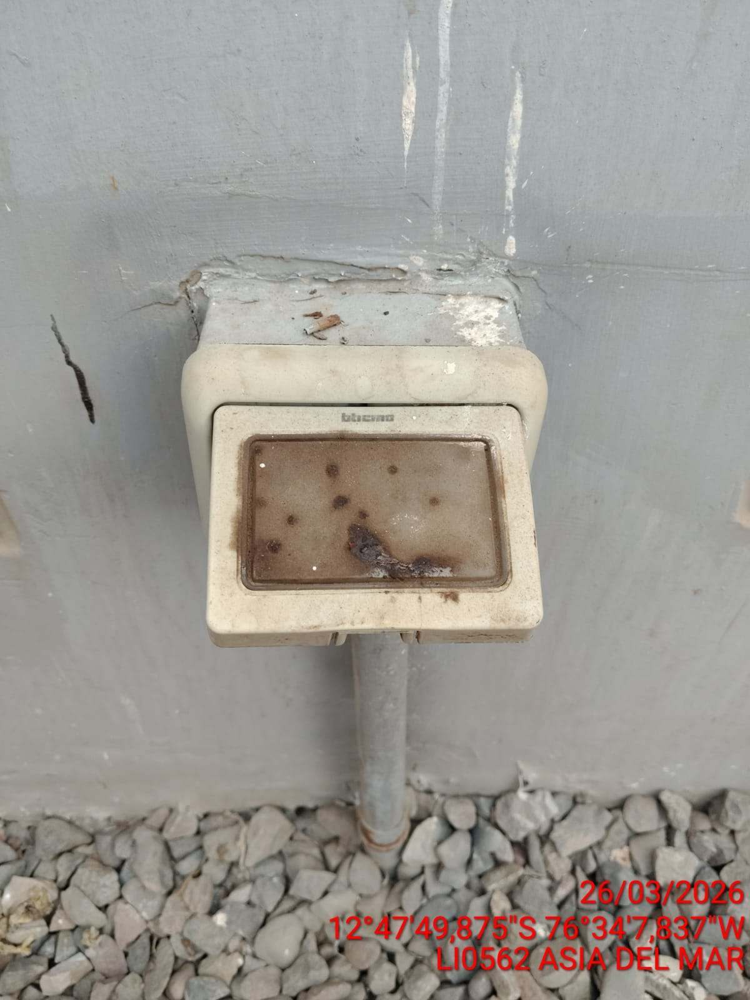 bticino
26/03/2026
12°47'49,875"S 76°34'7,837"W
LI0562 ASIA DEL MAR